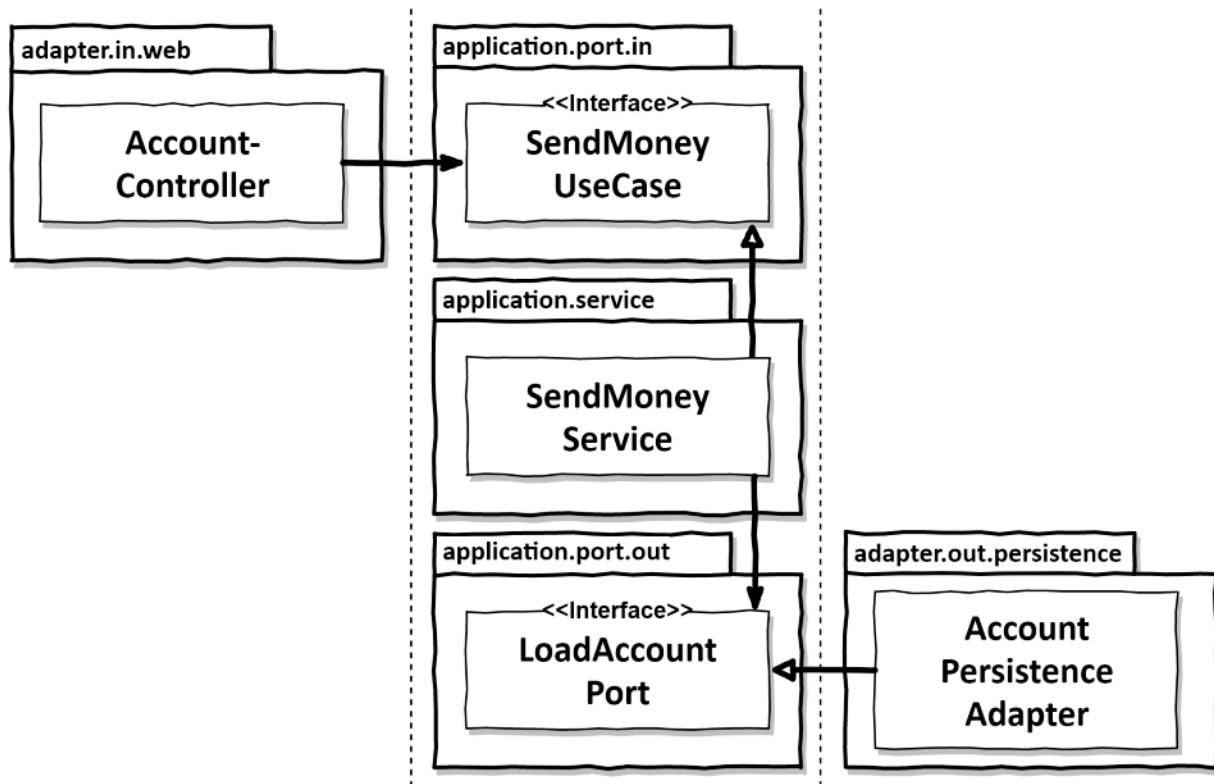 adapter.in.web
Account-
Controller
application.port.in
<<Interface>>
SendMoney
UseCase
application.service
SendMoney
Service
application.port.out
<<Interface>>
LoadAccount
Port
adapter.out.persistence
Account
Persistence
Adapter